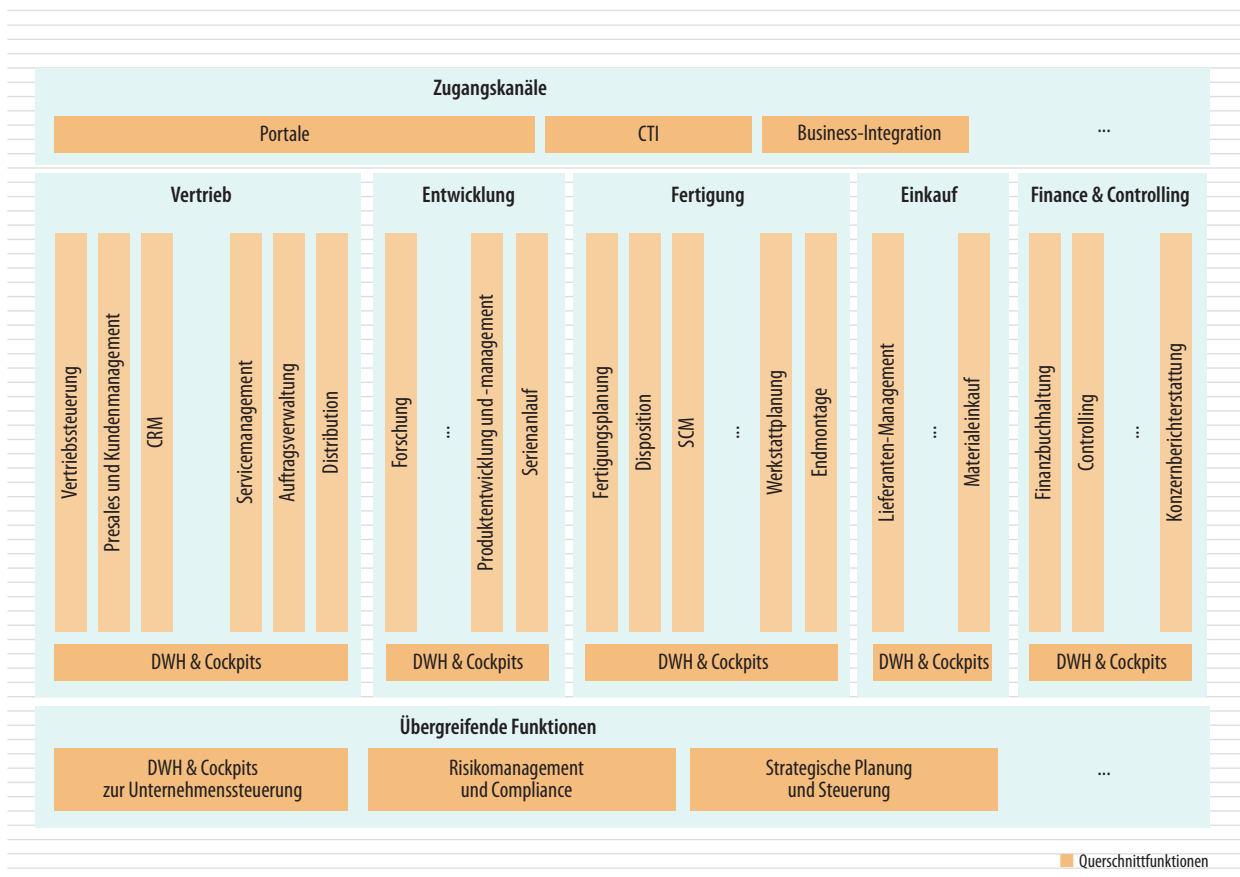 Zugangskanäle
Portale
CTI
Business-Integration
...
Vertrieb
Vertriebssteuerung
Presales und Kundenmanagement
CRM
Servicemanagement
Auftragsverwaltung
Distribution
DWH & Cockpits
Entwicklung
Forschung
...
Produktentwicklung und -management
Serienanlauf
DWH & Cockpits
Fertigung
Fertigungsplanung
Disposition
SCM
...
Werkstattplanung
Endmontage
DWH & Cockpits
Einkauf
Lieferanten-Management
...
Materialeinkauf
DWH & Cockpits
Finance & Controlling
Finanzbuchhaltung
Controlling
...
Konzernberichterstattung
DWH & Cockpits
Übergreifende Funktionen
DWH & Cockpits
zur Unternehmenssteuerung
Risikomanagement
und Compliance
Strategische Planung
und Steuerung
...
Querschnittfunktionen